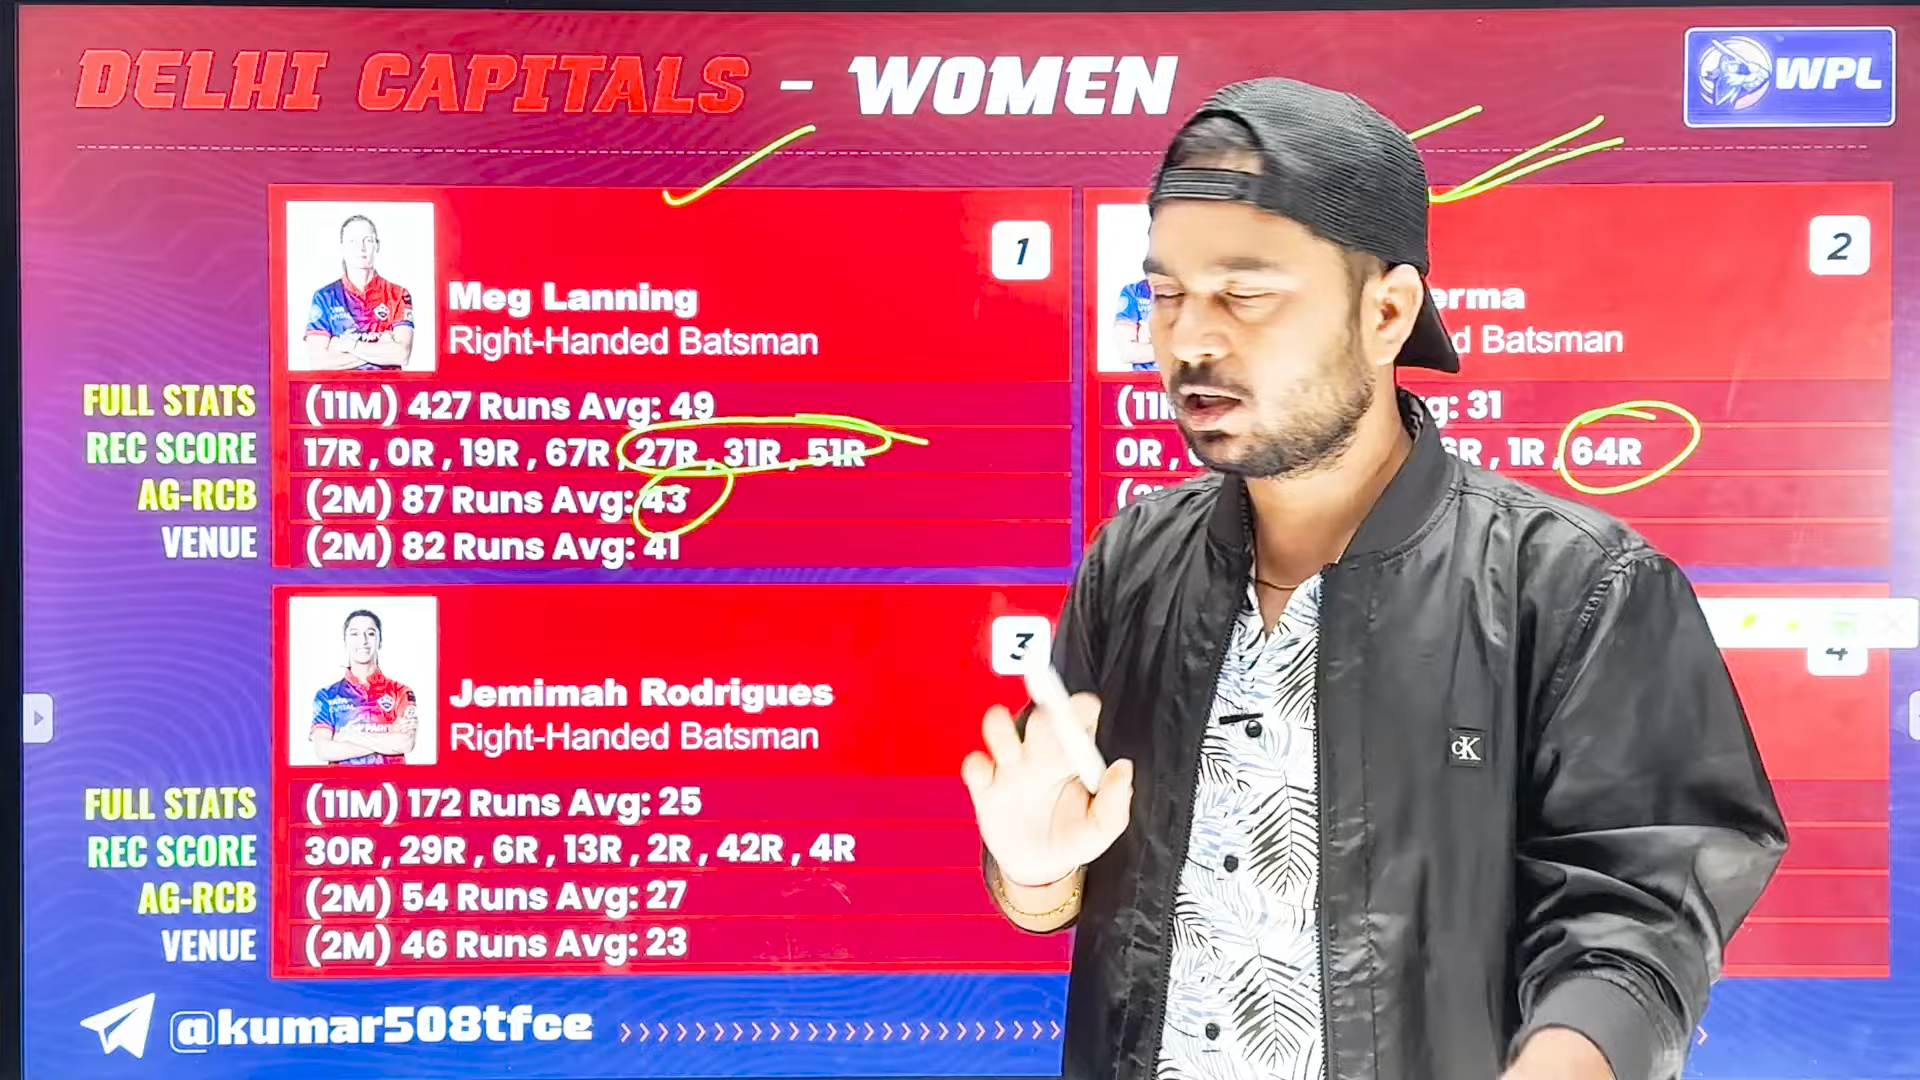 DELHI CAPITALS - WOMEN
WPL
1
Meg Lanning
Right-Handed Batsman
FULL STATS (11M) 427 Runs Avg: 49
REC SCORE 17R , 0R , 19R , 67R , 27R , 31R , 51R
AG-RCB (2M) 87 Runs Avg: 43
VENUE (2M) 82 Runs Avg: 41
2
Batsman
31
0R ,
, 1R , 64R
3
Jemimah Rodrigues
Right-Handed Batsman
FULL STATS (11M) 172 Runs Avg: 25
REC SCORE 30R , 29R , 6R , 13R , 2R , 42R , 4R
AG-RCB (2M) 54 Runs Avg: 27
VENUE (2M) 46 Runs Avg: 23
4
@kumar508tfce
cK